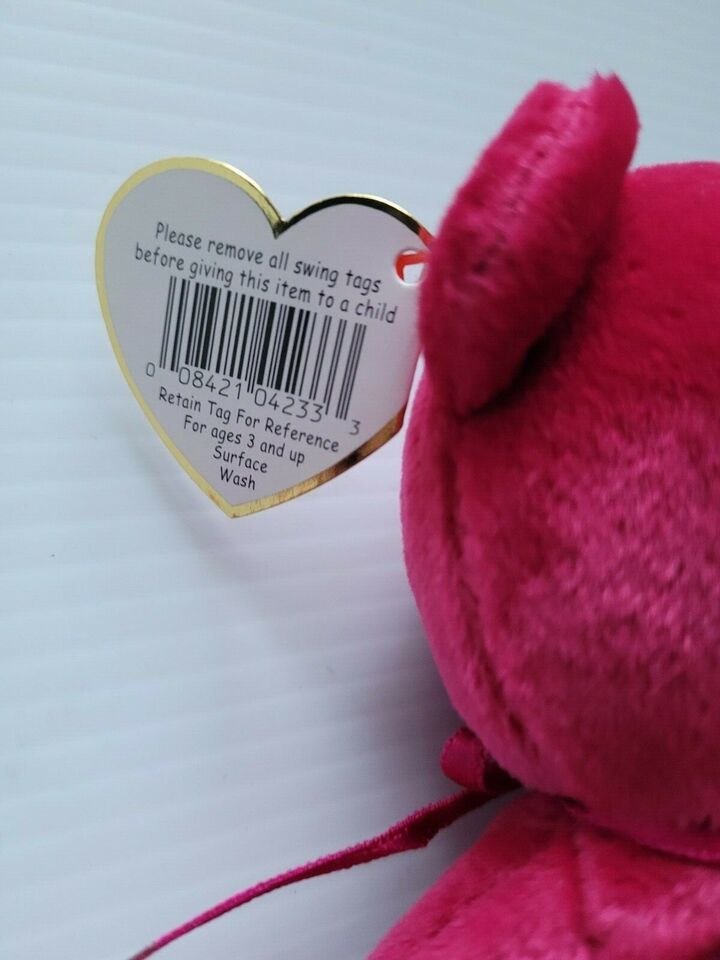 Please remove all swing tags
before giving this item to a child
0 08421 04233 3
Retain Tag For Reference
For ages 3 and up
Surface
Wash